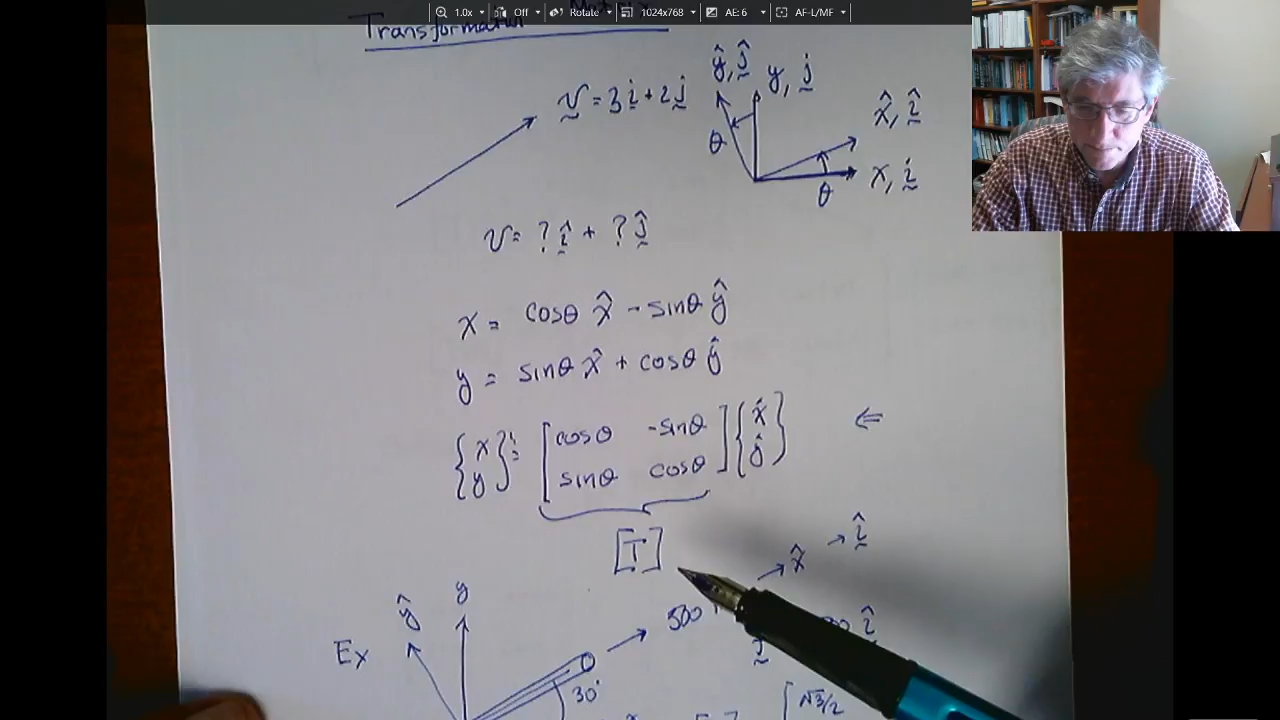 1.0x Off Rotate 1024x768 AE: 6 AF-L/MF
Transformation Matrix
v = 3i + 2j
ŷ, ĵ y, j
x̂, î
θ
θ x, i
v = ? î + ? ĵ
x = cosθ x̂ - sinθ ŷ
y = sinθ x̂ + cosθ ŷ
{x y} = [cosθ -sinθ
sinθ cosθ] {x̂ ŷ} ⇐
[T]
→ x̂ → î
ŷ y
→ 500
î
Ex
30°
[√3/2